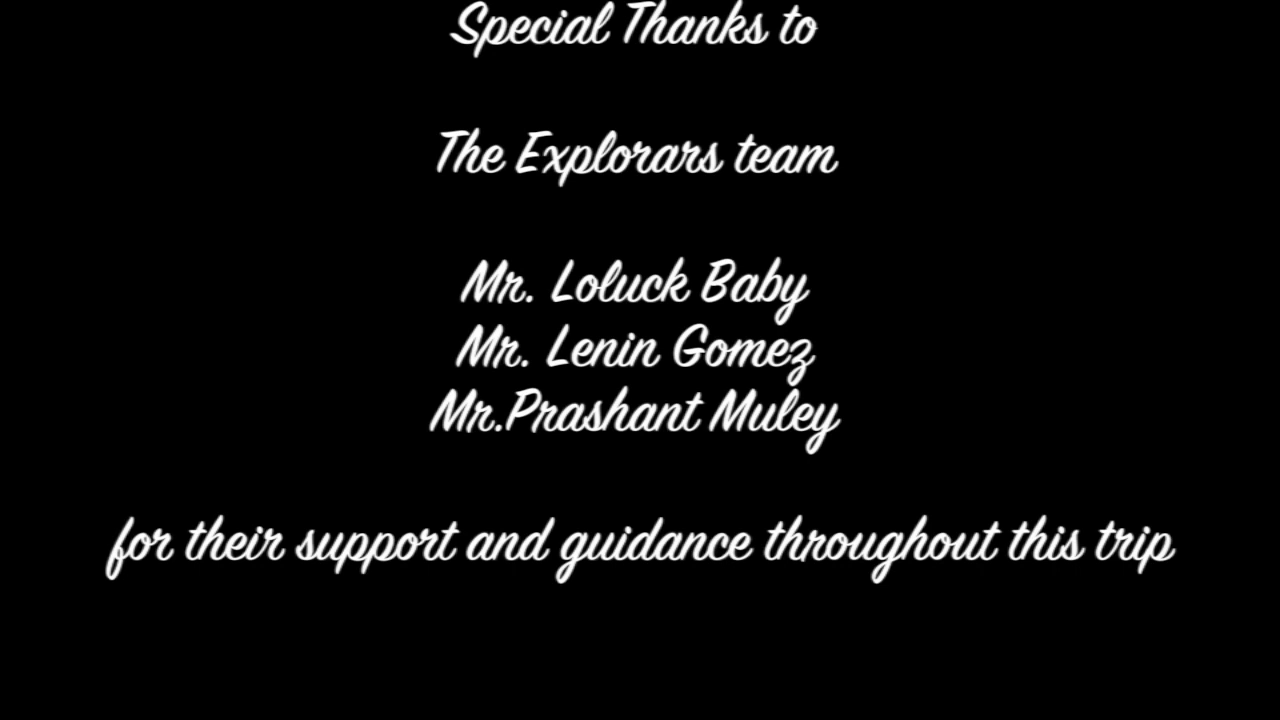 Special Thanks to
The Explorars team
Mr. Loluck Baby
Mr. Lenin Gomez
Mr.Prashant Muley
for their support and guidance throughout this trip